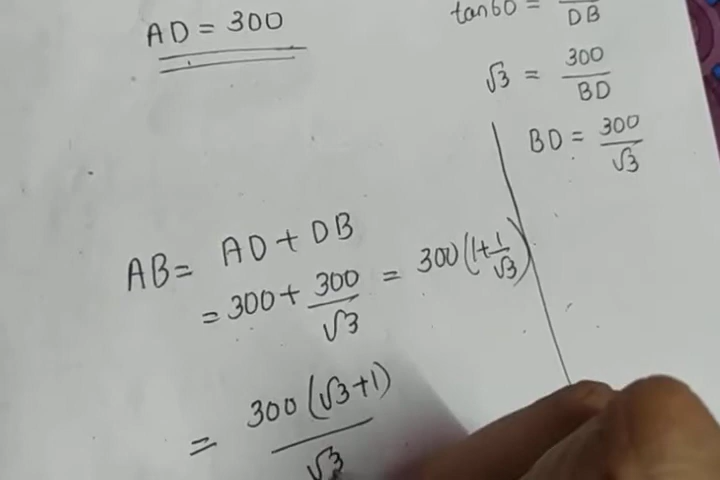 AD = 300
tan60 = / DB
√3 = 300 / BD
BD = 300 / √3
AB = AD + DB
= 300 + 300 / √3 = 300 (1 + 1 / √3)
= 300 (√3 + 1) / √3